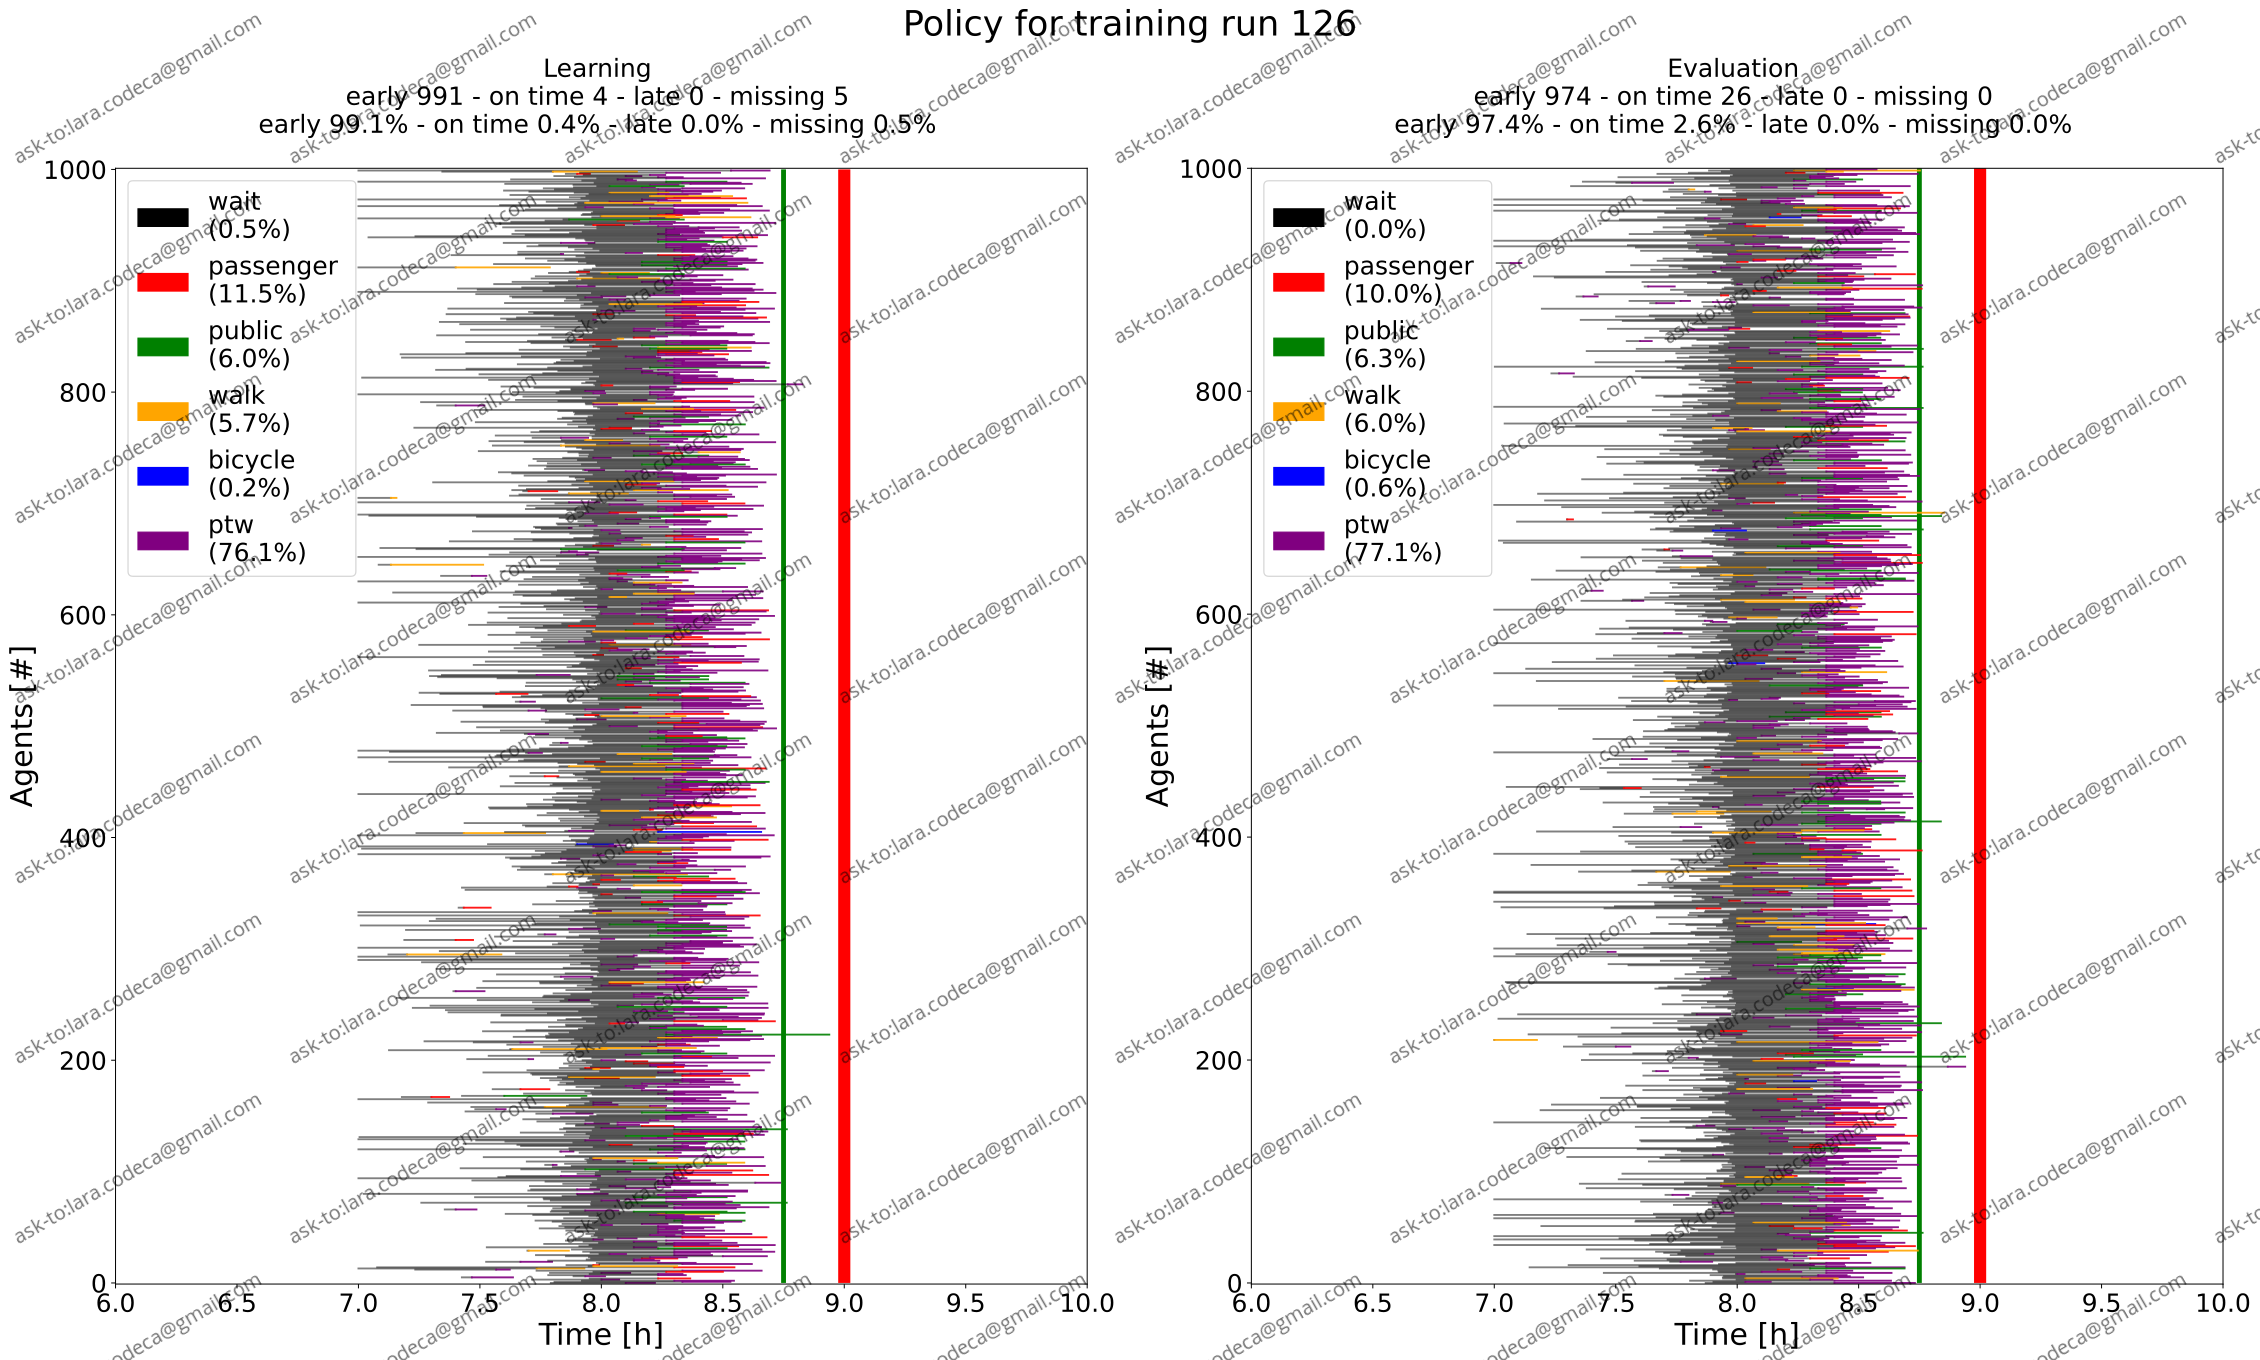 Policy for training run 126
Learning
early 991 - on time 4 - late 0 - missing 5
early 99.1% - on time 0.4% - late 0.0% - missing 0.5%
1000
800
600
400
200
0
Agents [#]
wait
(0.5%)
passenger
(11.5%)
public
(6.0%)
walk
(5.7%)
bicycle
(0.2%)
ptw
(76.1%)
6.0 6.5 7.0 7.5 8.0 8.5 9.0 9.5 10.0
Time [h]
Evaluation
early 974 - on time 26 - late 0 - missing 0
early 97.4% - on time 2.6% - late 0.0% - missing 0.0%
1000
800
600
400
200
0
Agents [#]
wait
(0.0%)
passenger
(10.0%)
public
(6.3%)
walk
(6.0%)
bicycle
(0.6%)
ptw
(77.1%)
6.0 6.5 7.0 7.5 8.0 8.5 9.0 9.5 10.0
Time [h]
ask-to:lara.codeca@gmail.com